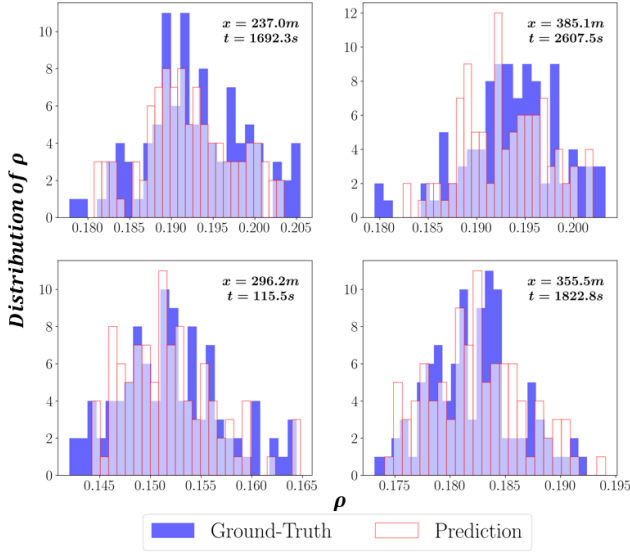 x = 237.0m
t = 1692.3s
10
8
6
4
2
0
0.180 0.185 0.190 0.195 0.200 0.205
x = 385.1m
t = 2607.5s
12
10
8
6
4
2
0
0.180 0.185 0.190 0.195 0.200
Distribution of ρ
x = 296.2m
t = 115.5s
10
8
6
4
2
0
0.145 0.150 0.155 0.160 0.165
x = 355.5m
t = 1822.8s
10
8
6
4
2
0
0.175 0.180 0.185 0.190 0.195
ρ
Ground-Truth Prediction